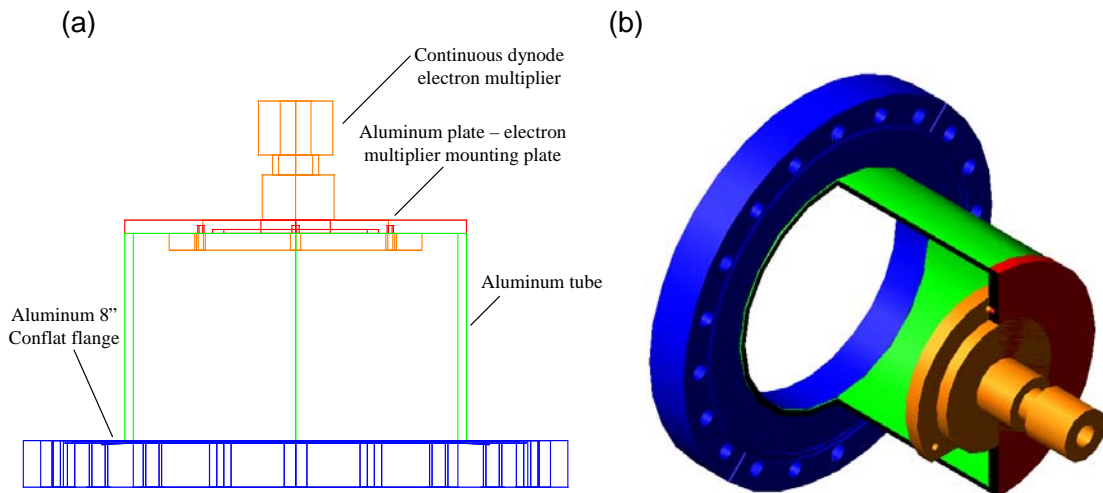 (a)
(b)
Continuous dynode
electron multiplier
Aluminum plate – electron
multiplier mounting plate
Aluminum tube
Aluminum 8”
Conflat flange